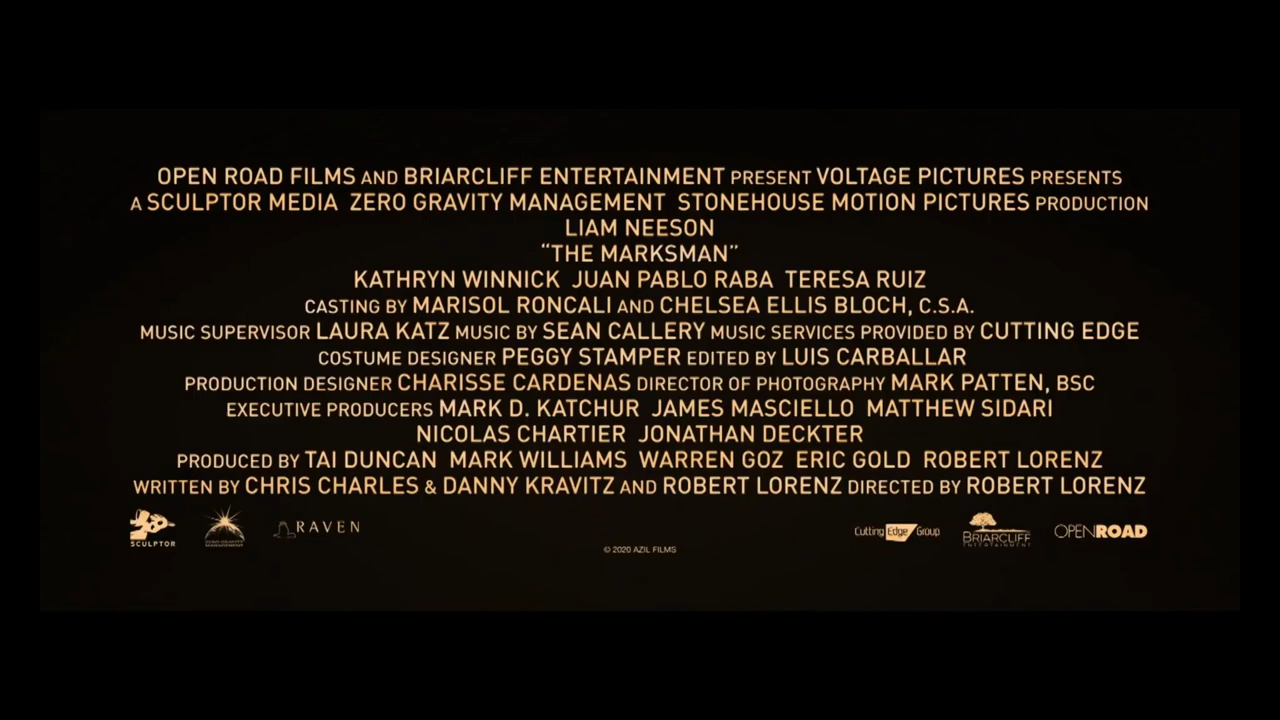 OPEN ROAD FILMS AND BRIARCLIFF ENTERTAINMENT PRESENT VOLTAGE PICTURES PRESENTS
A SCULPTOR MEDIA ZERO GRAVITY MANAGEMENT STONEHOUSE MOTION PICTURES PRODUCTION
LIAM NEESON
“THE MARKSMAN”
KATHRYN WINNICK JUAN PABLO RABA TERESA RUIZ
CASTING BY MARISOL RONCALI AND CHELSEA ELLIS BLOCH, C.S.A.
MUSIC SUPERVISOR LAURA KATZ MUSIC BY SEAN CALLERY MUSIC SERVICES PROVIDED BY CUTTING EDGE
COSTUME DESIGNER PEGGY STAMPER EDITED BY LUIS CARBALLAR
PRODUCTION DESIGNER CHARISSE CARDENAS DIRECTOR OF PHOTOGRAPHY MARK PATTEN, BSC
EXECUTIVE PRODUCERS MARK D. KATCHUR JAMES MASCIELLO MATTHEW SIDARI
NICOLAS CHARTIER JONATHAN DECKTER
PRODUCED BY TAI DUNCAN MARK WILLIAMS WARREN GOZ ERIC GOLD ROBERT LORENZ
WRITTEN BY CHRIS CHARLES & DANNY KRAVITZ AND ROBERT LORENZ DIRECTED BY ROBERT LORENZ
SCULPTOR
RAVEN
© 2020 AZIL FILMS
Cutting Edge Group
BRIARCLIFF
ENTERTAINMENT
OPENROAD